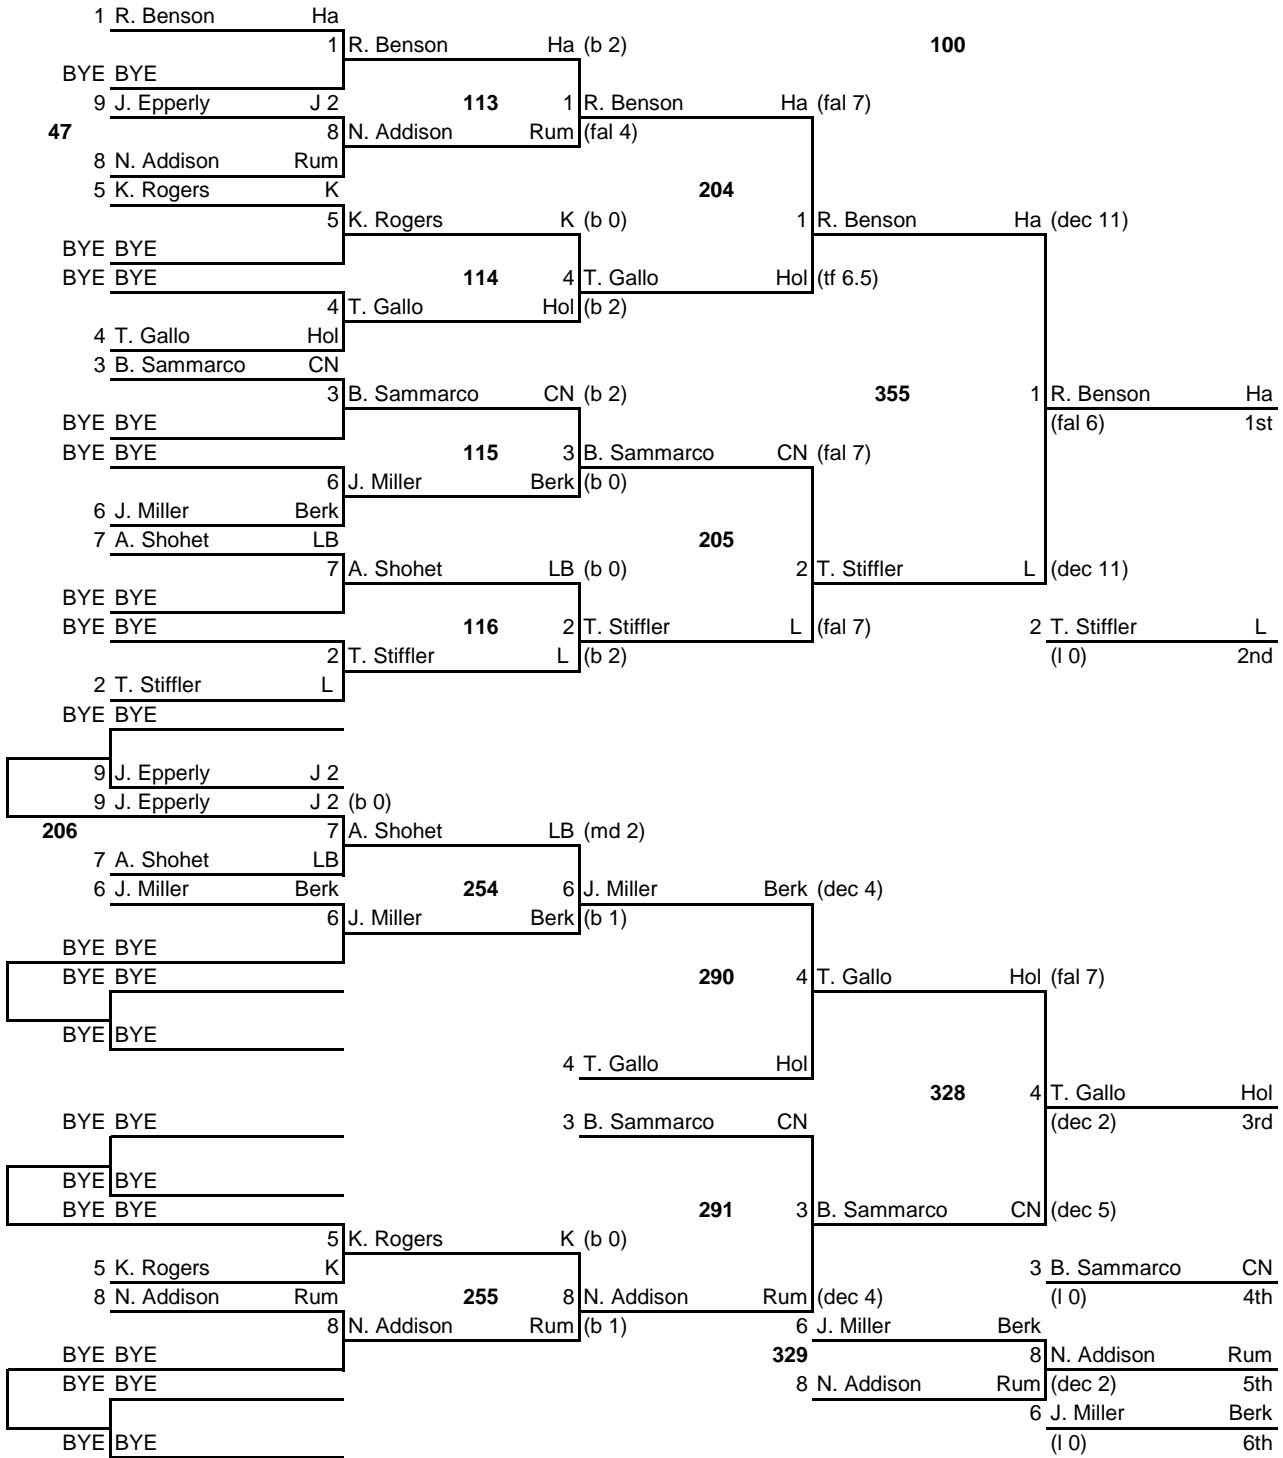 1 R. Benson Ha
1 R. Benson Ha (b 2) 100
BYE BYE
9 J. Epperly J 2 113 1 R. Benson Ha (fal 7)
47 8 N. Addison Rum (fal 4)
8 N. Addison Rum
5 K. Rogers K 204
5 K. Rogers K (b 0) 1 R. Benson Ha (dec 11)
BYE BYE
BYE BYE 114 4 T. Gallo Hol (tf 6.5)
4 T. Gallo Hol (b 2)
4 T. Gallo Hol
3 B. Sammarco CN
3 B. Sammarco CN (b 2) 355 1 R. Benson Ha
BYE BYE (fal 6) 1st
BYE BYE 115 3 B. Sammarco CN (fal 7)
6 J. Miller Berk (b 0)
6 J. Miller Berk
7 A. Shohet LB 205
7 A. Shohet LB (b 0) 2 T. Stiffler L (dec 11)
BYE BYE
BYE BYE 116 2 T. Stiffler L (fal 7) 2 T. Stiffler L
2 T. Stiffler L (b 2) (l 0) 2nd
2 T. Stiffler L
BYE BYE
9 J. Epperly J 2
9 J. Epperly J 2 (b 0)
206 7 A. Shohet LB (md 2)
7 A. Shohet LB
6 J. Miller Berk 254 6 J. Miller Berk (dec 4)
6 J. Miller Berk (b 1)
BYE BYE
BYE BYE 290 4 T. Gallo Hol (fal 7)
BYE BYE
4 T. Gallo Hol
328 4 T. Gallo Hol
BYE BYE 3 B. Sammarco CN (dec 2) 3rd
BYE BYE
BYE BYE 291 3 B. Sammarco CN (dec 5)
5 K. Rogers K (b 0)
5 K. Rogers K 3 B. Sammarco CN
8 N. Addison Rum 255 8 N. Addison Rum (dec 4) (l 0) 4th
8 N. Addison Rum (b 1) 6 J. Miller Berk
BYE BYE 329 8 N. Addison Rum
BYE BYE 8 N. Addison Rum (dec 2) 5th
6 J. Miller Berk
BYE BYE (l 0) 6th